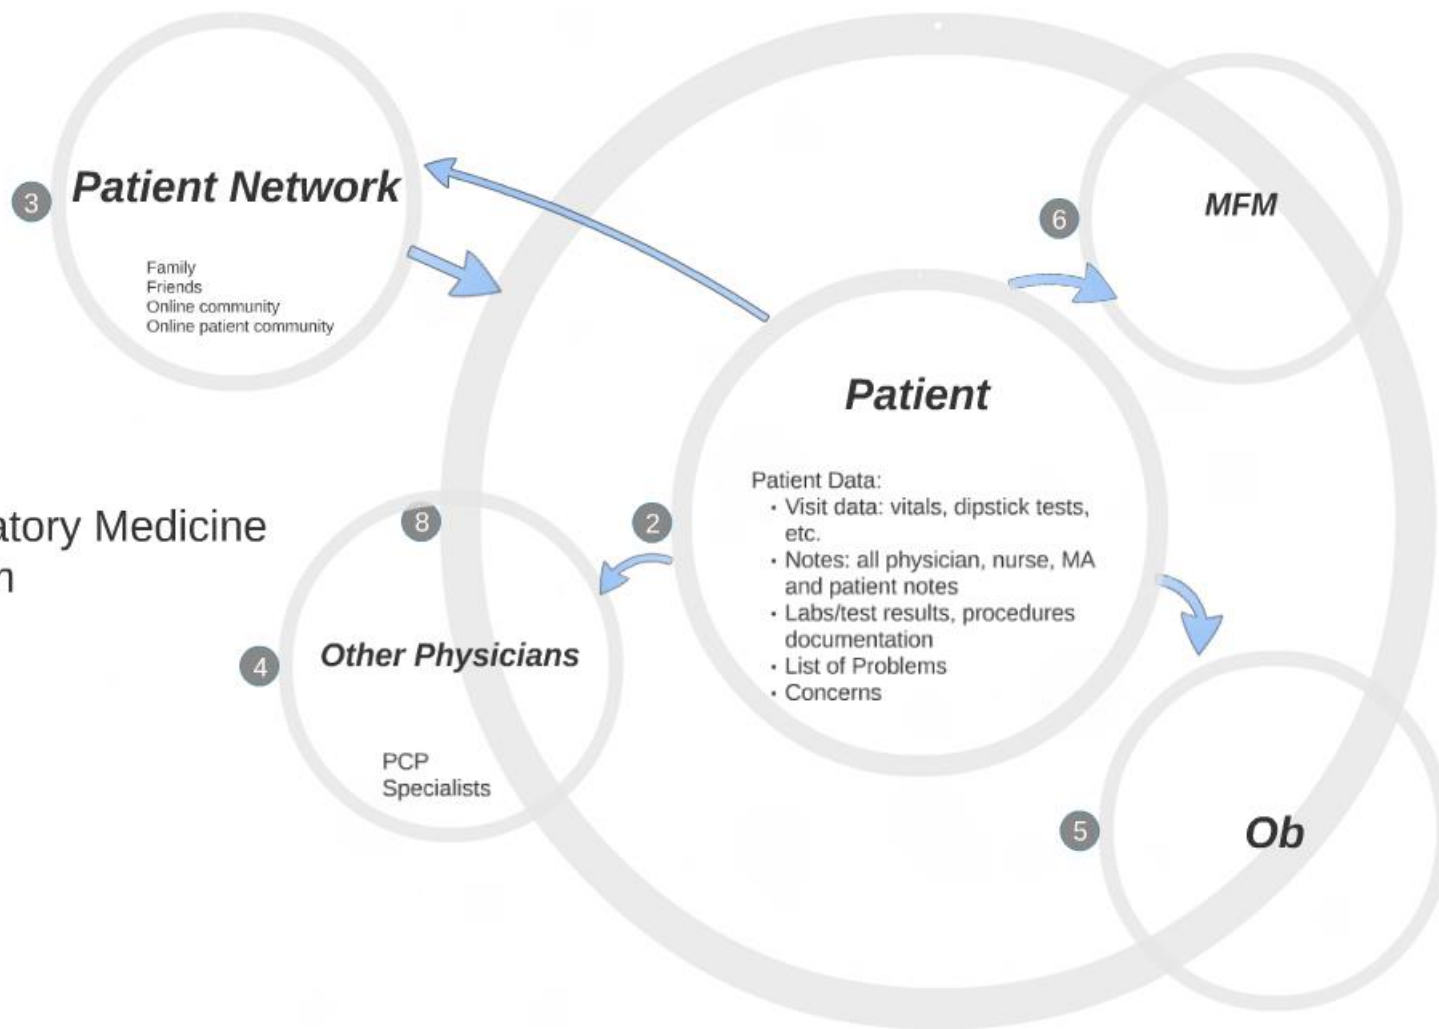 3
Patient Network
Family
Friends
Online community
Online patient community
6
MFM
Patient
Patient Data:
· Visit data: vitals, dipstick tests,
etc.
· Notes: all physician, nurse, MA
and patient notes
· Labs/test results, procedures
documentation
· List of Problems
· Concerns
2
8
atory Medicine
n
4
Other Physicians
PCP
Specialists
5
Ob